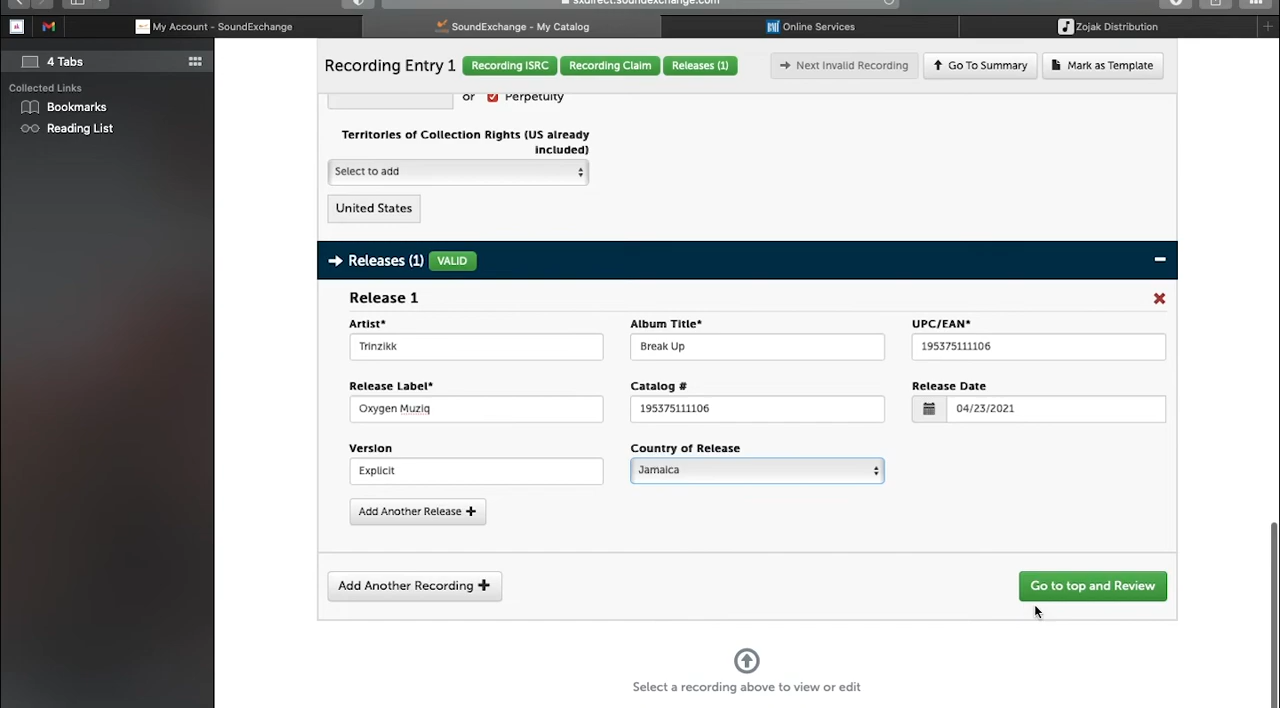 sxdirect.soundexchange.com
My Account - SoundExchange
SoundExchange - My Catalog
Online Services
Zojak Distribution
4 Tabs
Collected Links
Bookmarks
Reading List
Recording Entry 1 Recording ISRC Recording Claim Releases (1) Next Invalid Recording Go To Summary Mark as Template
or Perpetuity
Territories of Collection Rights (US already
included)
Select to add
United States
Releases (1) VALID
Release 1
Artist* Album Title* UPC/EAN*
Trinzikk Break Up 195375111106
Release Label* Catalog # Release Date
Oxygen Muziq 195375111106 04/23/2021
Version Country of Release
Explicit Jamaica
Add Another Release
Add Another Recording Go to top and Review
Select a recording above to view or edit